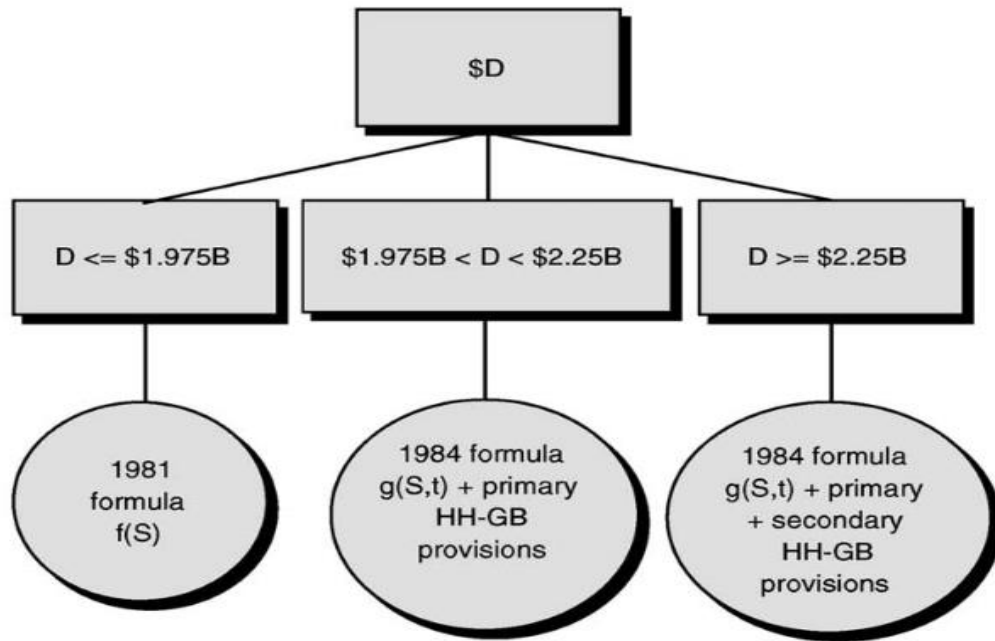 $D
D <= $1.975B
$1.975B < D < $2.25B
D >= $2.25B
1981
formula
f(S)
1984 formula
g(S,t) + primary
HH-GB
provisions
1984 formula
g(S,t) + primary
+ secondary
HH-GB
provisions